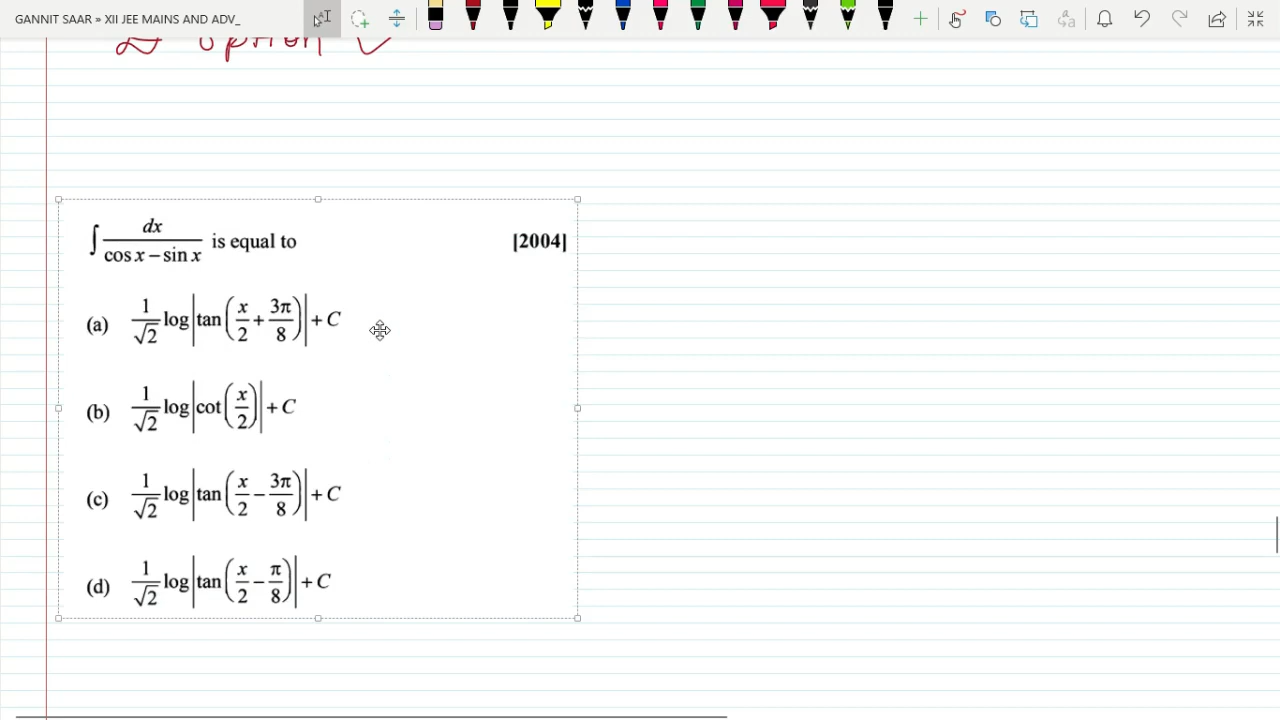 GANNIT SAAR » XII JEE MAINS AND ADV_
option
∫ dx/(cos x – sin x) is equal to [2004]
(a) 1/√2 log|tan(x/2 + 3π/8)| + C
(b) 1/√2 log|cot(x/2)| + C
(c) 1/√2 log|tan(x/2 – 3π/8)| + C
(d) 1/√2 log|tan(x/2 – π/8)| + C